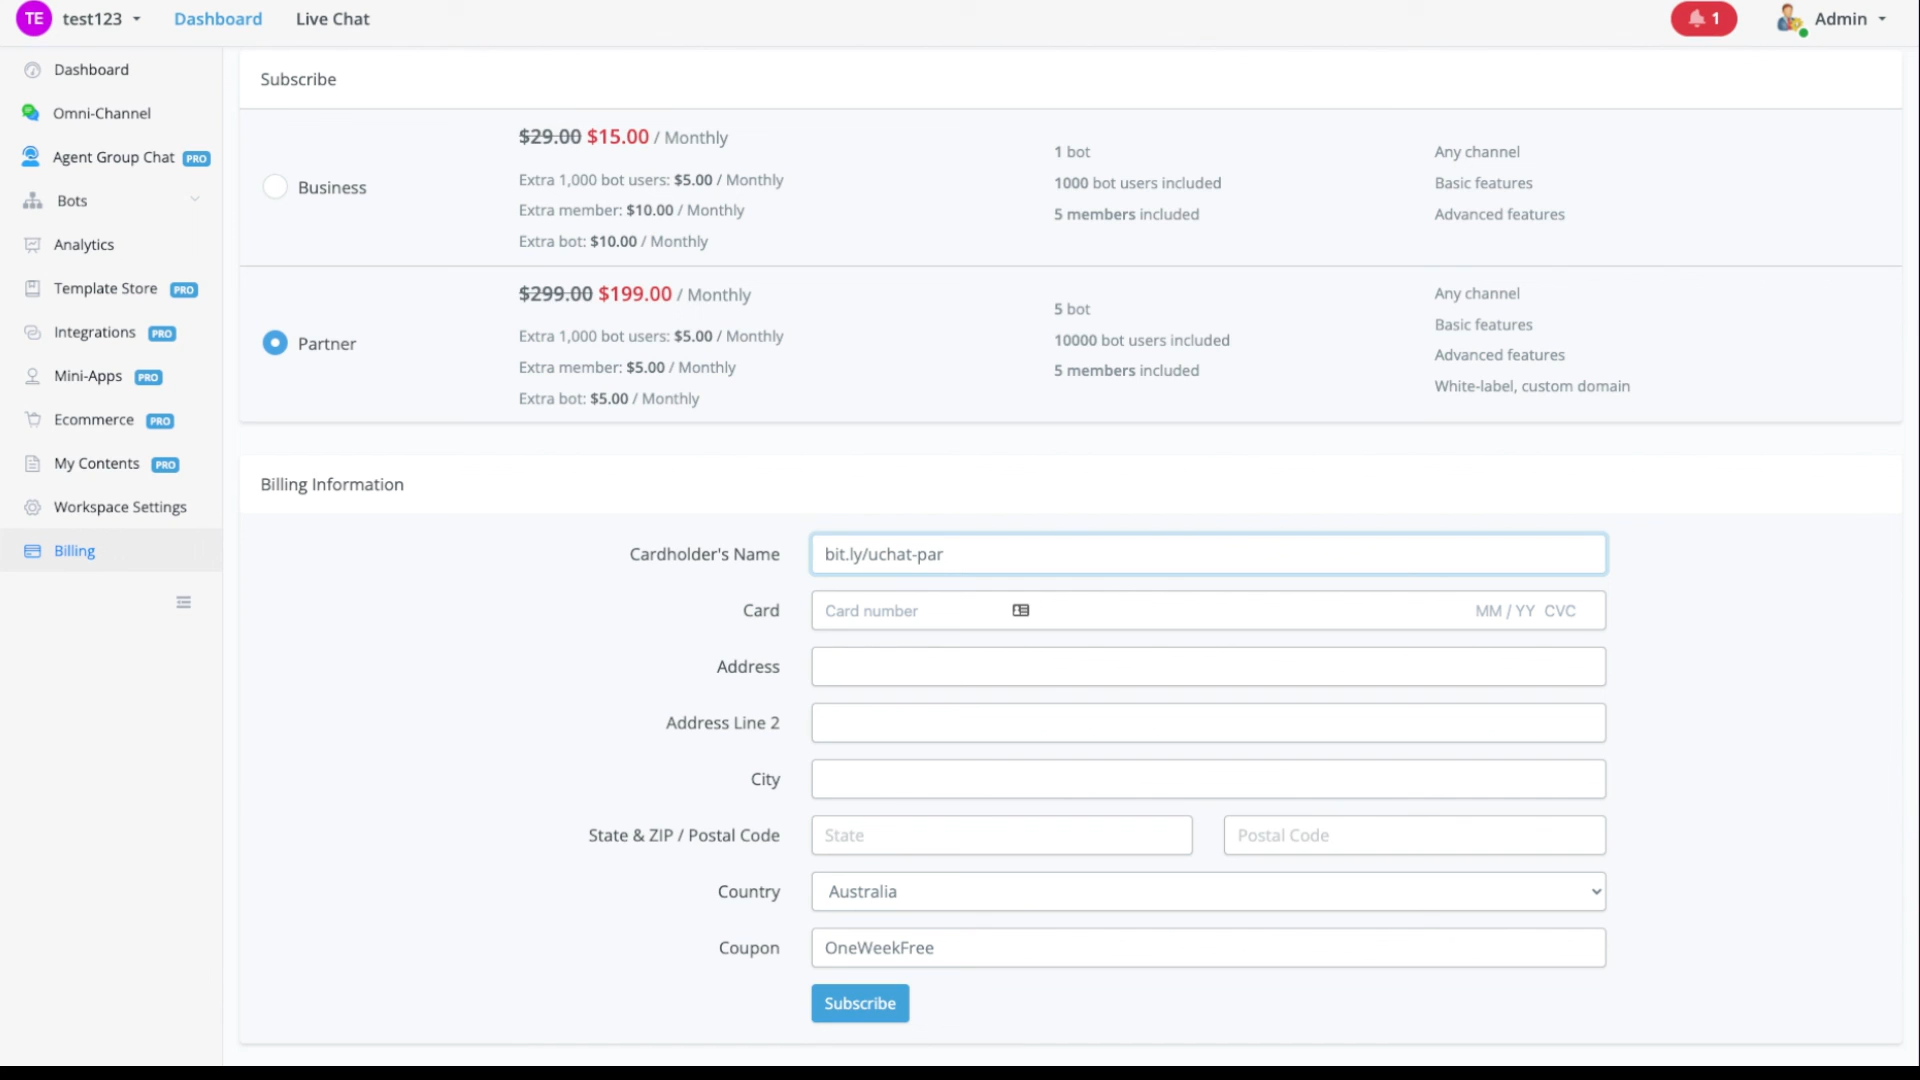 TE test123 Dashboard Live Chat 1 Admin
Dashboard
Omni-Channel
Agent Group Chat PRO
Bots
Analytics
Template Store PRO
Integrations PRO
Mini-Apps PRO
Ecommerce PRO
My Contents PRO
Workspace Settings
Billing
Subscribe
Business
$29.00 $15.00 / Monthly
Extra 1,000 bot users: $5.00 / Monthly
Extra member: $10.00 / Monthly
Extra bot: $10.00 / Monthly
1 bot
1000 bot users included
5 members included
Any channel
Basic features
Advanced features
Partner
$299.00 $199.00 / Monthly
Extra 1,000 bot users: $5.00 / Monthly
Extra member: $5.00 / Monthly
Extra bot: $5.00 / Monthly
5 bot
10000 bot users included
5 members included
Any channel
Basic features
Advanced features
White-label, custom domain
Billing Information
Cardholder's Name bit.ly/uchat-par
Card Card number MM / YY CVC
Address
Address Line 2
City
State & ZIP / Postal Code State Postal Code
Country Australia
Coupon OneWeekFree
Subscribe